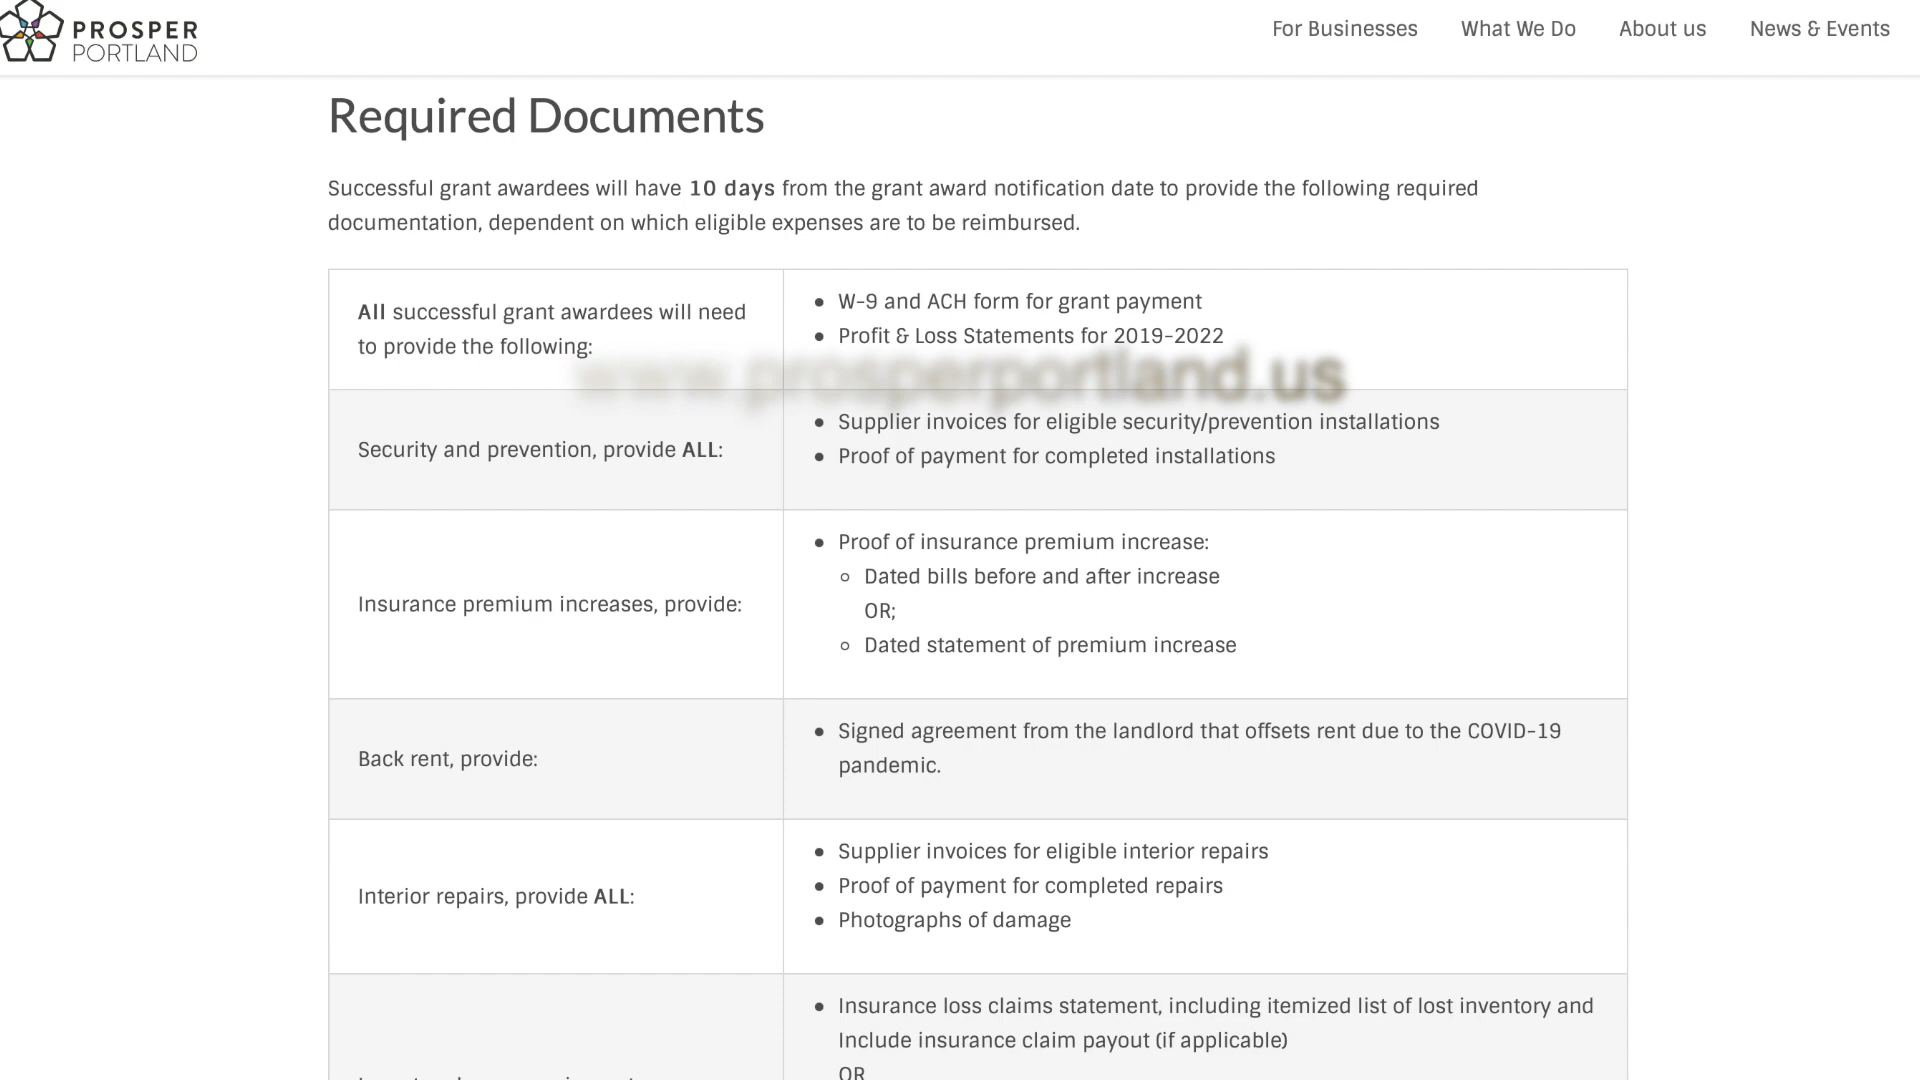 PROSPER
PORTLAND
For Businesses What We Do About us News & Events
Required Documents
Successful grant awardees will have 10 days from the grant award notification date to provide the following required
documentation, dependent on which eligible expenses are to be reimbursed.
All successful grant awardees will need
to provide the following:
• W-9 and ACH form for grant payment
• Profit & Loss Statements for 2019-2022
www.prosperportland.us
Security and prevention, provide ALL:
• Supplier invoices for eligible security/prevention installations
• Proof of payment for completed installations
Insurance premium increases, provide:
• Proof of insurance premium increase:
◦ Dated bills before and after increase
OR;
◦ Dated statement of premium increase
Back rent, provide:
• Signed agreement from the landlord that offsets rent due to the COVID-19
pandemic.
Interior repairs, provide ALL:
• Supplier invoices for eligible interior repairs
• Proof of payment for completed repairs
• Photographs of damage
• Insurance loss claims statement, including itemized list of lost inventory and
Include insurance claim payout (if applicable)
OR